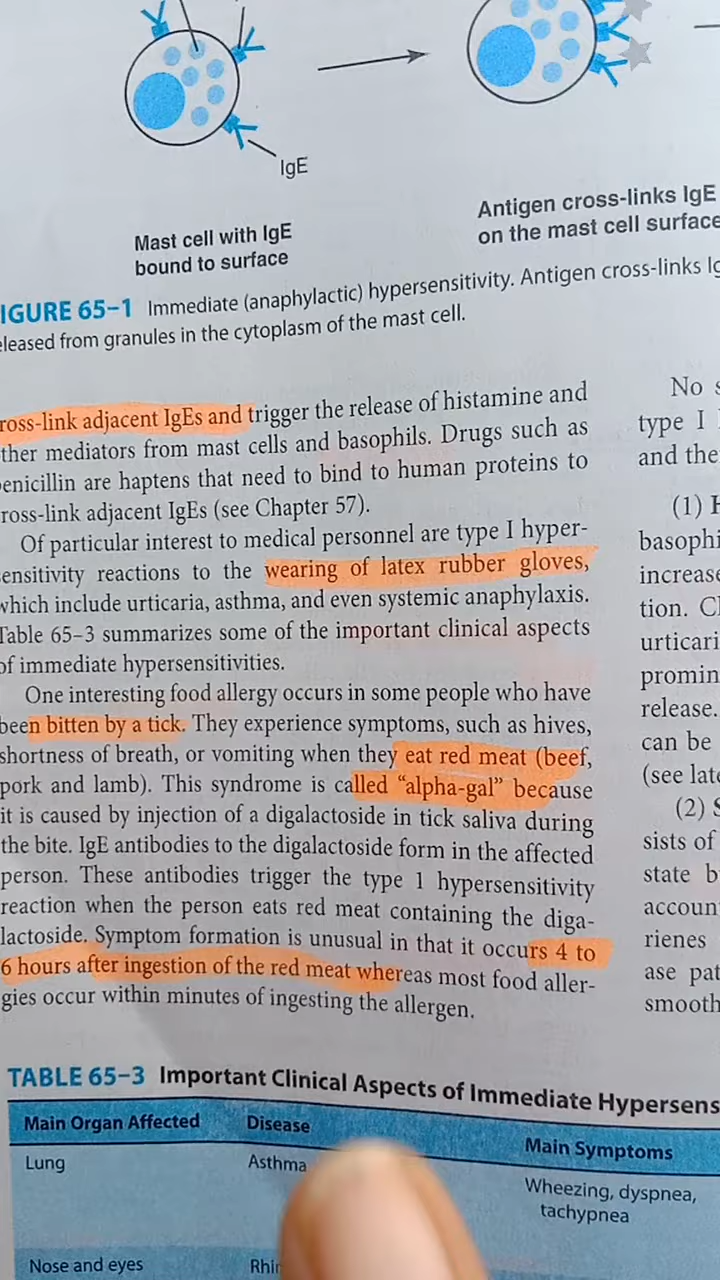 IgE
Mast cell with IgE
bound to surface
Antigen cross-links IgE
on the mast cell surface
IGURE 65–1 Immediate (anaphylactic) hypersensitivity. Antigen cross-links Ig
eleased from granules in the cytoplasm of the mast cell.
ross-link adjacent IgEs and trigger the release of histamine and
ther mediators from mast cells and basophils. Drugs such as
enicillin are haptens that need to bind to human proteins to
ross-link adjacent IgEs (see Chapter 57).
Of particular interest to medical personnel are type I hyper-
ensitivity reactions to the wearing of latex rubber gloves,
which include urticaria, asthma, and even systemic anaphylaxis.
Table 65–3 summarizes some of the important clinical aspects
of immediate hypersensitivities.
One interesting food allergy occurs in some people who have
been bitten by a tick. They experience symptoms, such as hives,
shortness of breath, or vomiting when they eat red meat (beef,
pork and lamb). This syndrome is called “alpha-gal” because
it is caused by injection of a digalactoside in tick saliva during
the bite. IgE antibodies to the digalactoside form in the affected
person. These antibodies trigger the type 1 hypersensitivity
reaction when the person eats red meat containing the diga-
lactoside. Symptom formation is unusual in that it occurs 4 to
6 hours after ingestion of the red meat whereas most food aller-
gies occur within minutes of ingesting the allergen.
No s
type I
and the
(1) H
basophi
increase
tion. Cl
urticari
promin
release.
can be
(see late
(2) S
sists of
state b
accoun
rienes
ase pat
smooth
TABLE 65–3 Important Clinical Aspects of Immediate Hypersens
Main Organ Affected Disease Main Symptoms
Lung Asthma Wheezing, dyspnea,
tachypnea
Nose and eyes Rhi